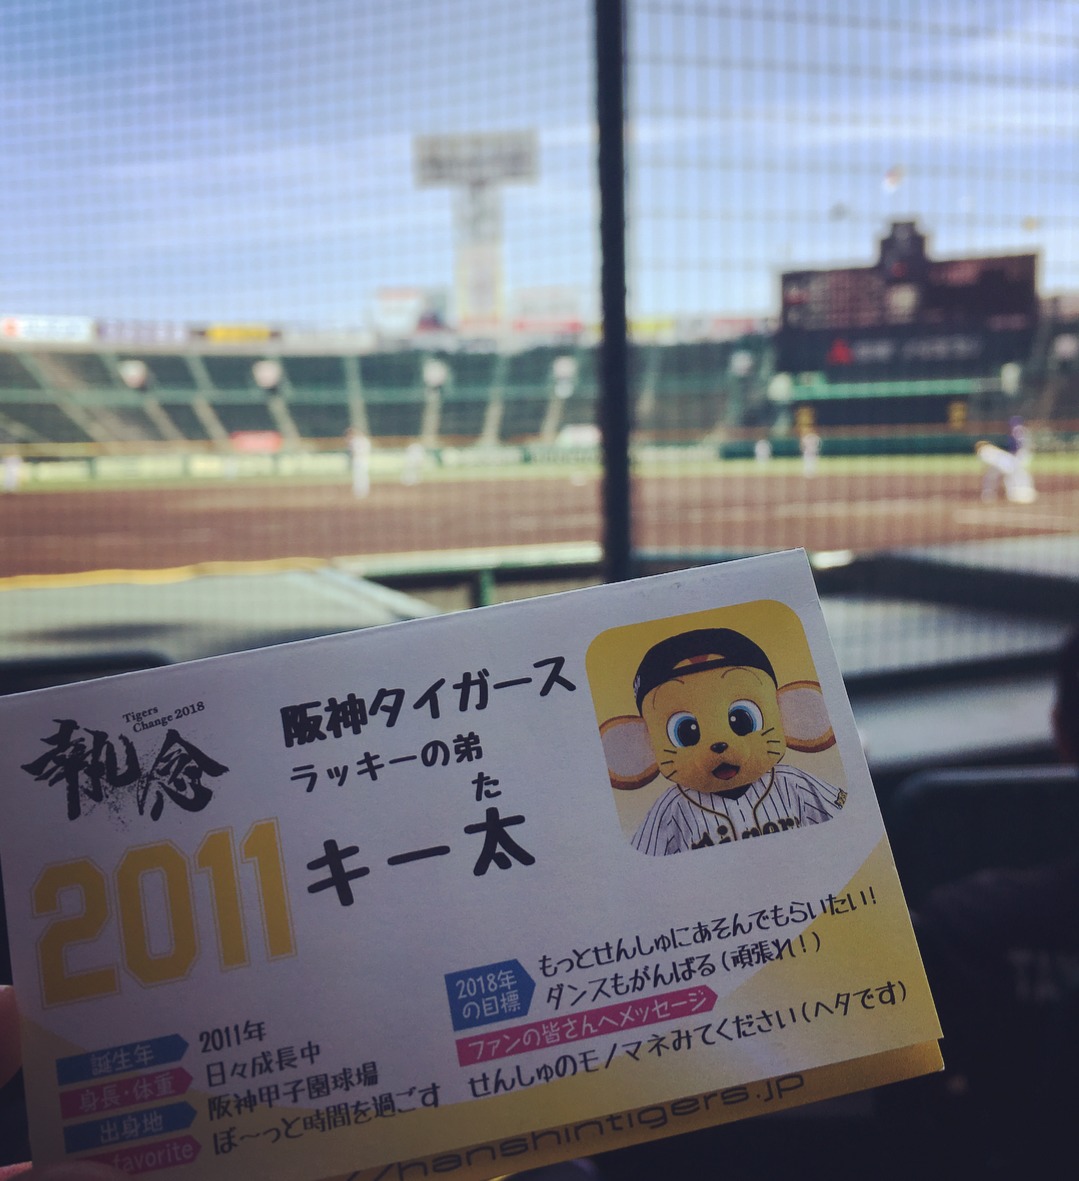 Tigers
Change 2018
執念
阪神タイガース
ラッキーの弟
た
キー太
2011
tigers
2018年
の目標
もっとせんしゅにあそんでもらいたい!
ダンスもがんばる(頑張れ!)
ファンの皆さんへメッセージ
せんしゅのモノマネみてください(ヘタです)
誕生年 2011年
身長・体重 日々成長中
出身地 阪神甲子園球場
favorite ぼ〜っと時間を過ごす
//hanshintigers.jp